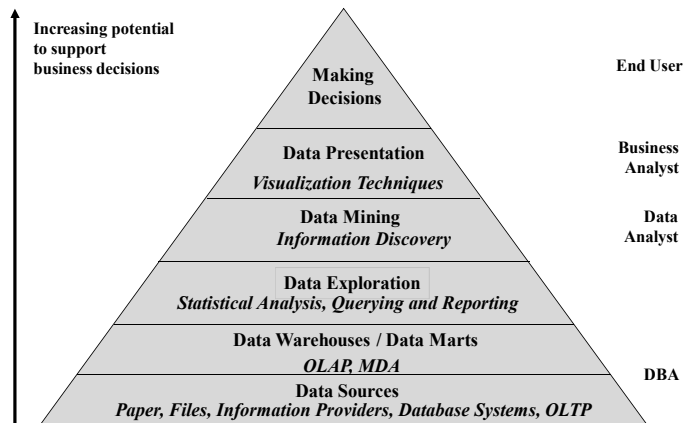 Increasing potential
to support
business decisions
End User
Making
Decisions
Business
Analyst
Data Presentation
Visualization Techniques
Data Mining
Information Discovery
Data
Analyst
Data Exploration
Statistical Analysis, Querying and Reporting
Data Warehouses / Data Marts
OLAP, MDA
DBA
Data Sources
Paper, Files, Information Providers, Database Systems, OLTP